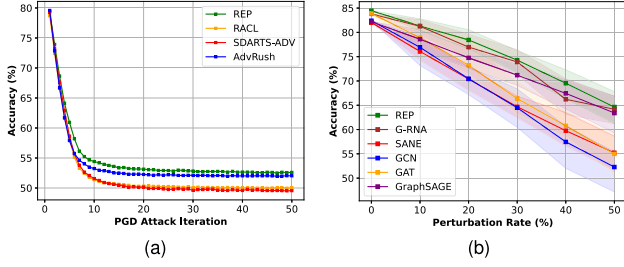 (a)
Accuracy (%)
80
75
70
65
60
55
50
REP
RACL
SDARTS-ADV
AdvRush
0 10 20 30 40 50
PGD Attack Iteration
(b)
Accuracy (%)
85
80
75
70
65
60
55
50
REP
G-RNA
SANE
GCN
GAT
GraphSAGE
0 10 20 30 40 50
Perturbation Rate (%)
(a)
(b)